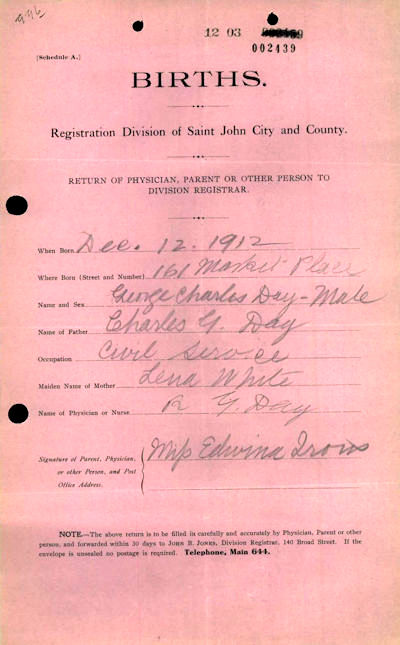 946
12 03
002439
[Schedule A.]
BIRTHS.
Registration Division of Saint John City and County.
RETURN OF PHYSICIAN, PARENT OR OTHER PERSON TO
DIVISION REGISTRAR.
When Born Dec. 12. 1912
Where Born (Street and Number) 161 Market Place
Name and Sex George Charles Day - Male
Name of Father Charles G. Day
Occupation Civil Service
Maiden Name of Mother Lena White
Name of Physician or Nurse R G. Day
Signature of Parent, Physician, Miss Edwina Irons
or other Person, and Post
Office Address.
NOTE.—The above return is to be filled in carefully and accurately by Physician, Parent or other
person, and forwarded within 30 days to JOHN B. JONES, Division Registrar, 140 Broad Street. If the
envelope is unsealed no postage is required. Telephone, Main 644.